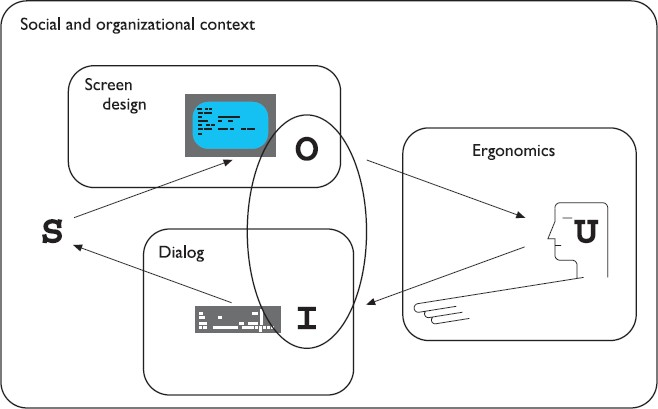 Social and organizational context
Screen
design
O
Ergonomics
S
U
Dialog
I